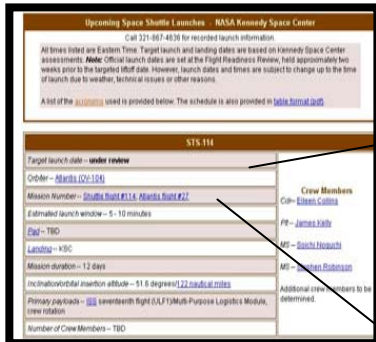 Upcoming Space Shuttle Launches - NASA Kennedy Space Center
Call 321-867-4636 for recorded launch information.
All times listed are Eastern Time. Target launch and landing dates are based on Kennedy Space Center
assessments. Note: Official launch dates are set at the Flight Readiness Review, held approximately two
weeks prior to the targeted liftoff date. However, launch dates and times are subject to change up to the time
of launch due to weather, technical issues or other reasons.
A list of the acronyms used is provided below. The schedule is also provided in table format (pdf).
STS-114
Target launch date -- under review
Orbiter -- Atlantis (OV-104)
Mission Number -- Shuttle flight #114; Atlantis flight #27
Estimated launch window -- 5 - 10 minutes
Pad -- TBD
Landing -- KSC
Mission duration -- 12 days
Inclination/orbital insertion altitude -- 51.6 degrees/122 nautical miles
Primary payloads -- ISS seventeenth flight (ULF1)/Multi-Purpose Logistics Module,
crew rotation
Number of Crew Members -- TBD
Crew Members
Cdr-- Eileen Collins
Plt -- James Kelly
MS -- Soichi Noguchi
MS -- Stephen Robinson
Additional crew members to be
determined.